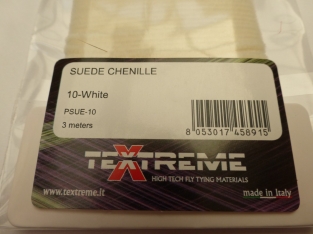 SUEDE CHENILLE
10-White
PSUE-10
3 meters
8 053017 458915
TEXTREME
HIGH TECH FLY TYING MATERIALS
www.textreme.it
made in Italy